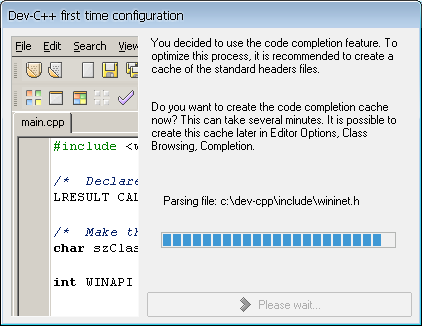 Dev-C++ first time configuration
File Edit Search View
main.cpp
#include <w
/* Declare
LRESULT CAL
/* Make th
char szClas
int WINAPI
You decided to use the code completion feature. To
optimize this process, it is recommended to create a
cache of the standard headers files.
Do you want to create the code completion cache
now? This can take several minutes. It is possible to
create this cache later in Editor Options, Class
Browsing, Completion.
Parsing file: c:\dev-cpp\include\wininet.h
Please wait...